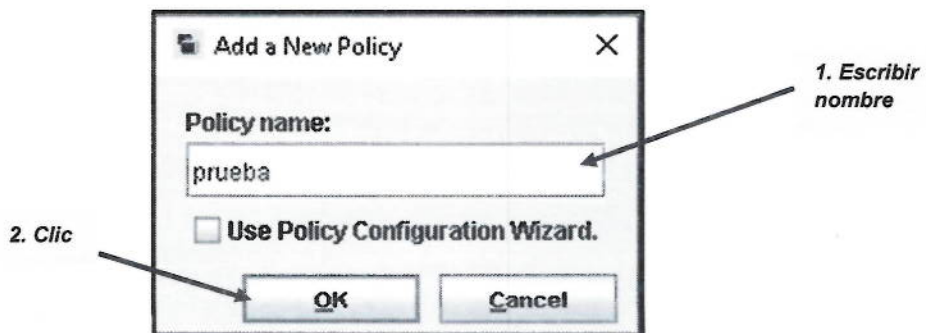 Add a New Policy
1. Escribir
nombre
Policy name:
prueba
Use Policy Configuration Wizard.
2. Clic
OK
Cancel